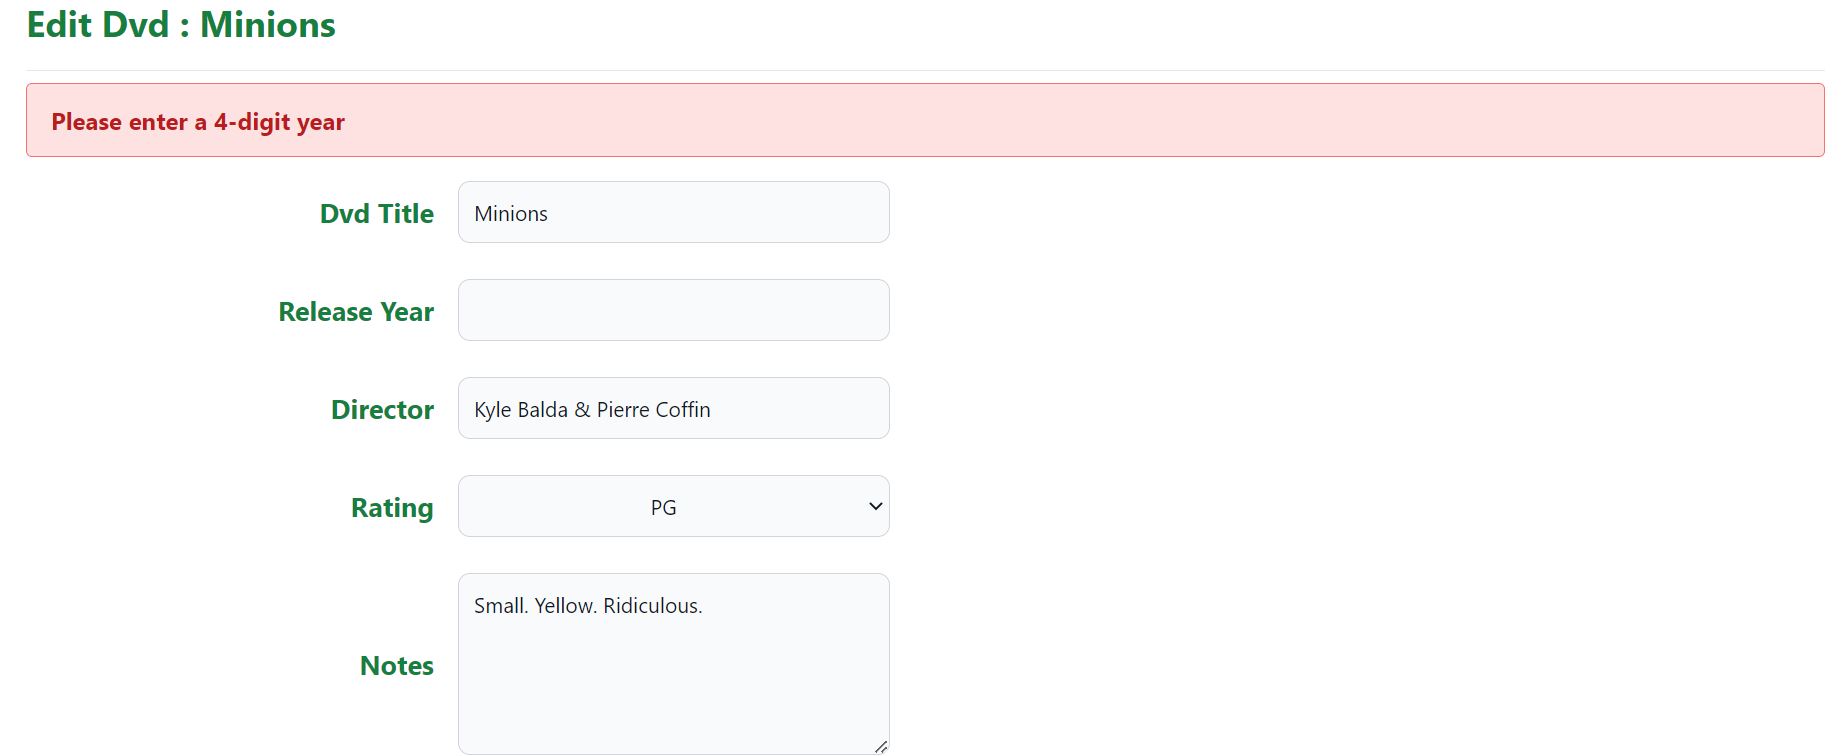 Edit Dvd : Minions
Please enter a 4-digit year
Dvd Title
Minions
Release Year
Director
Kyle Balda & Pierre Coffin
Rating
PG
Notes
Small. Yellow. Ridiculous.